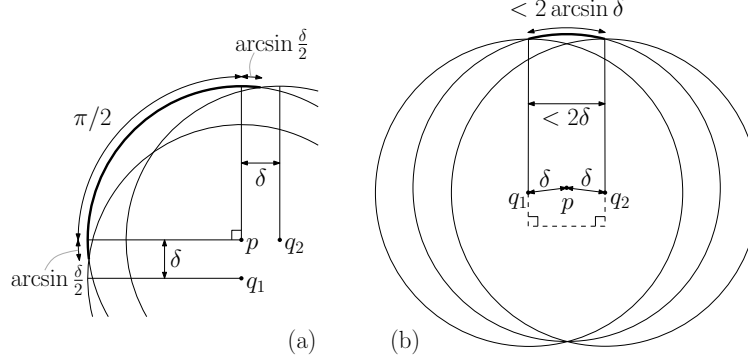 arcsin δ/2
π/2
δ
p
q₂
δ
arcsin δ/2
q₁
(a)
< 2 arcsin δ
< 2δ
δ
δ
q₁
p
q₂
(b)